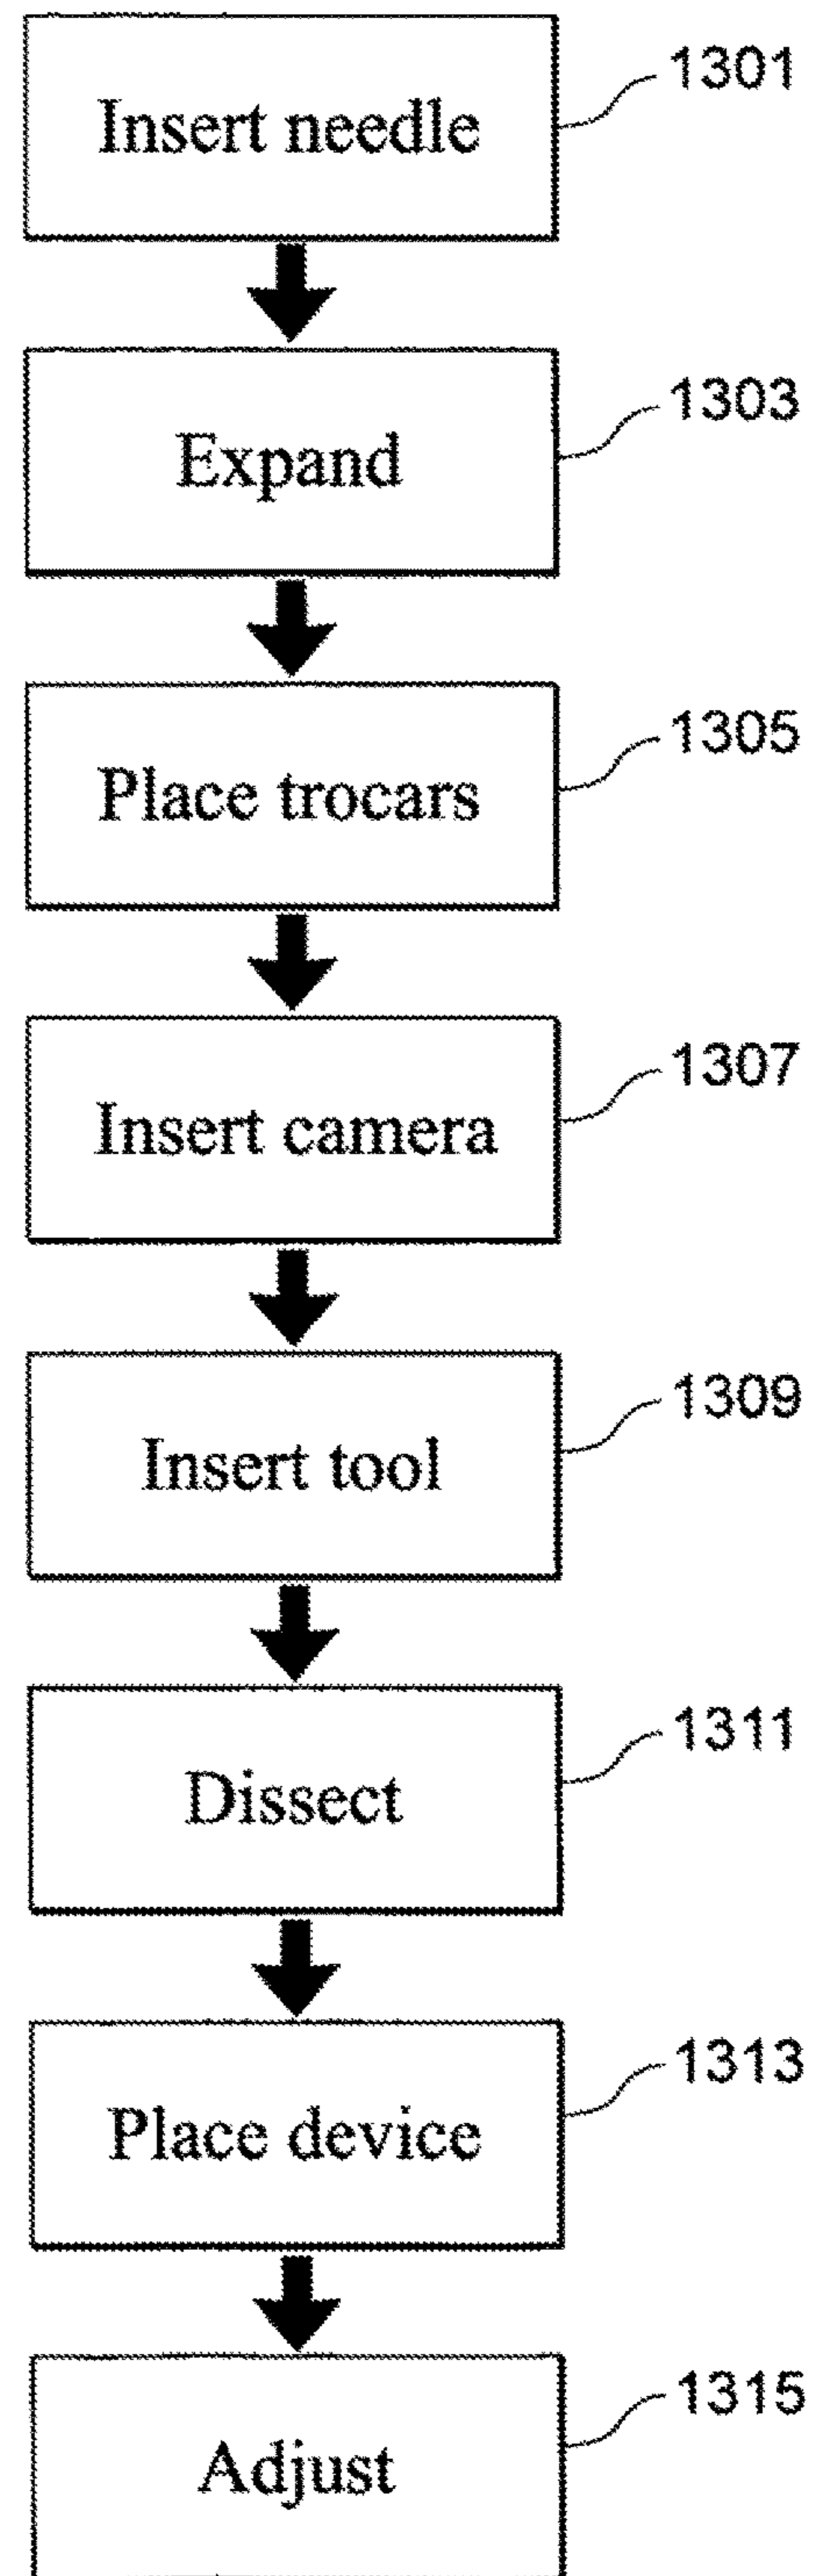 Insert needle
1301
Expand
1303
Place trocars
1305
Insert camera
1307
Insert tool
1309
Dissect
1311
Place device
1313
Adjust
1315